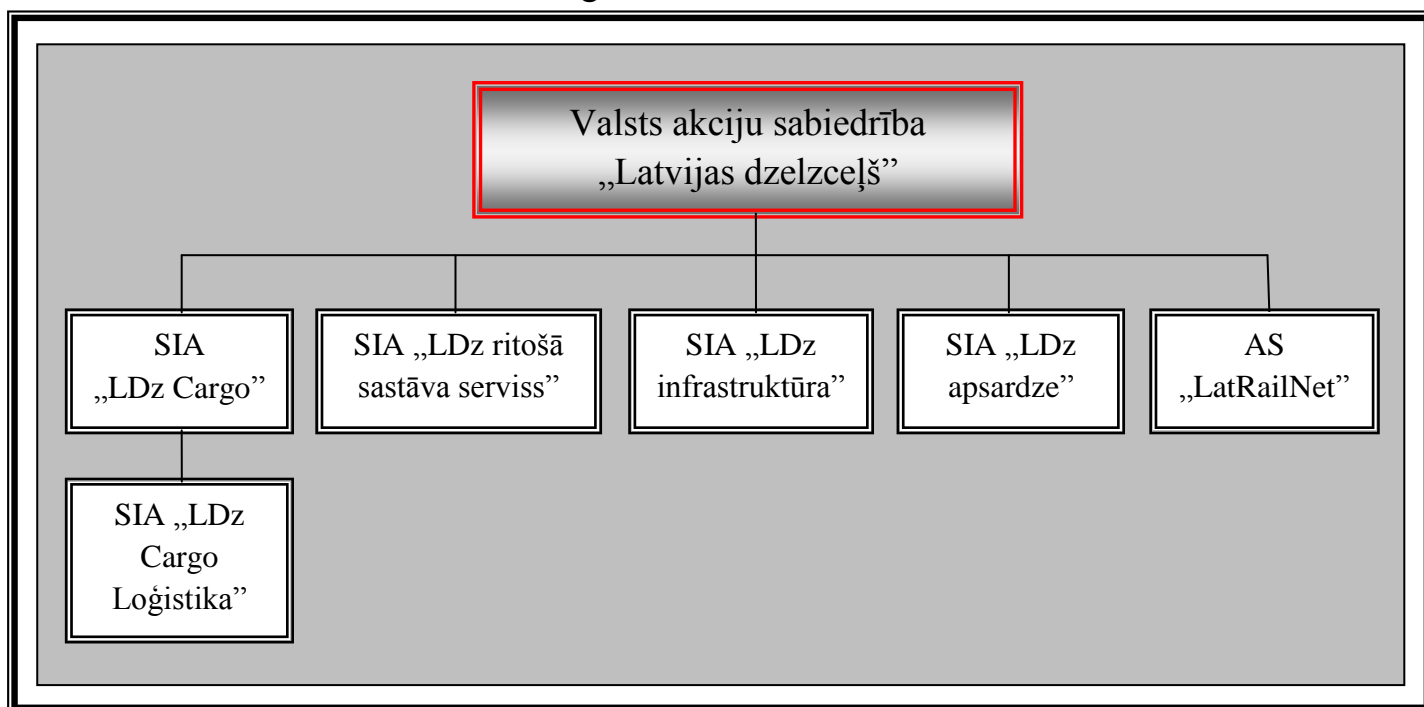 Valsts akciju sabiedrība
„Latvijas dzelzceļš”
SIA
„LDz Cargo”
SIA „LDz ritošā
sastāva serviss”
SIA „LDz
infrastruktūra”
SIA „LDz
apsardze”
AS
„LatRailNet”
SIA „LDz
Cargo
Loģistika”